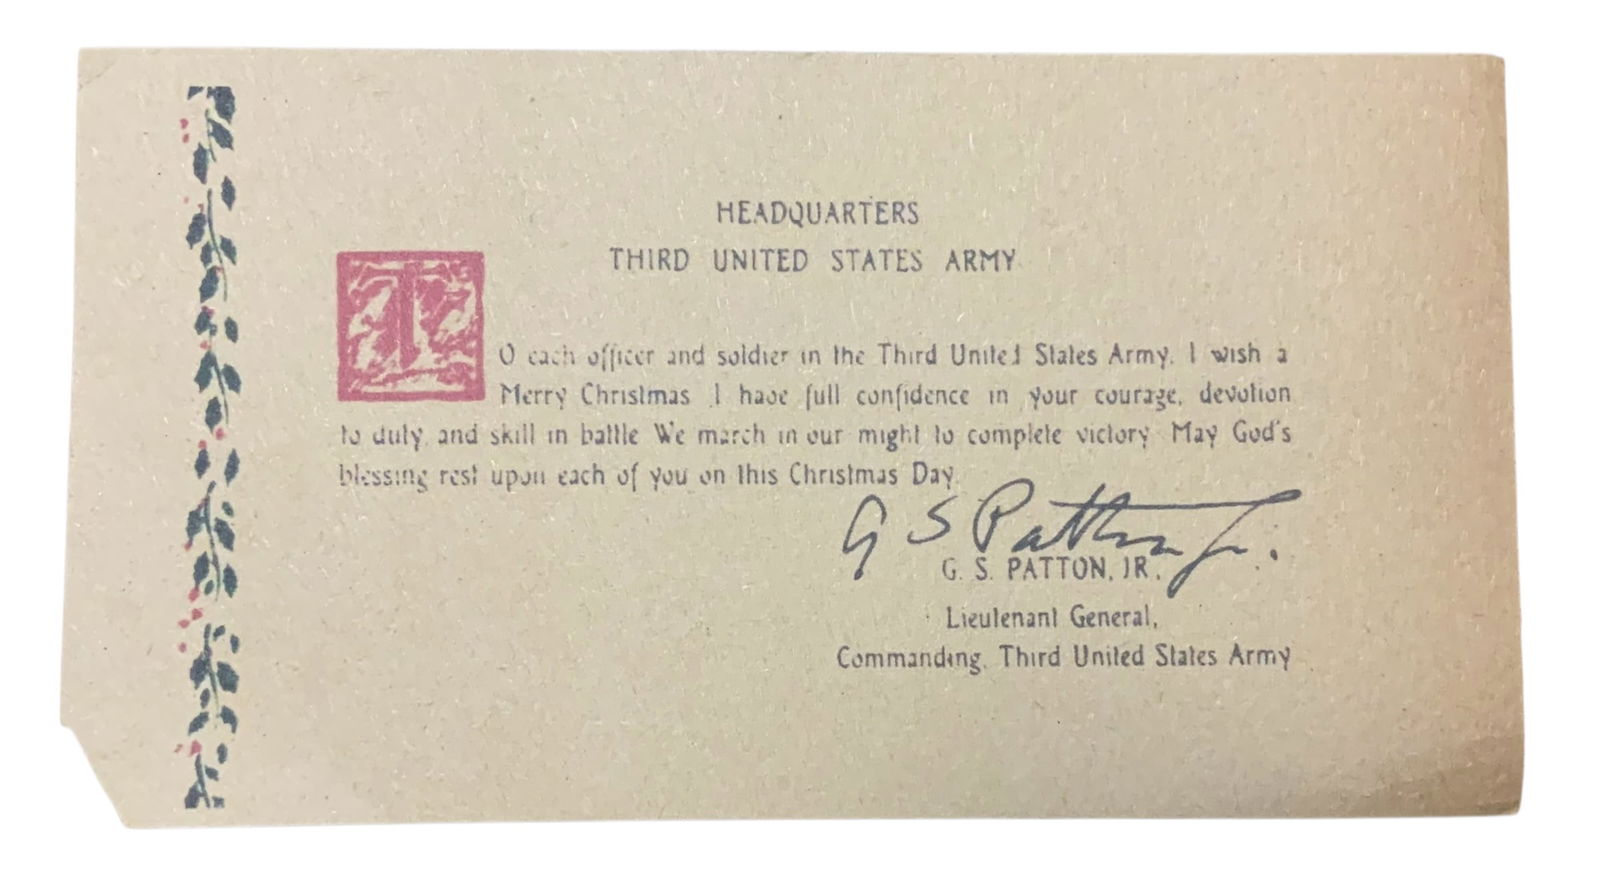 HEADQUARTERS
THIRD UNITED STATES ARMY
TO each officer and soldier in the Third United States Army, I wish a
Merry Christmas. I have full confidence in your courage, devotion
to duty, and skill in battle. We march in our might to complete victory. May God's
blessing rest upon each of you on this Christmas Day.
G S Patton Jr.
G. S. PATTON, JR.,
Lieutenant General,
Commanding, Third United States Army